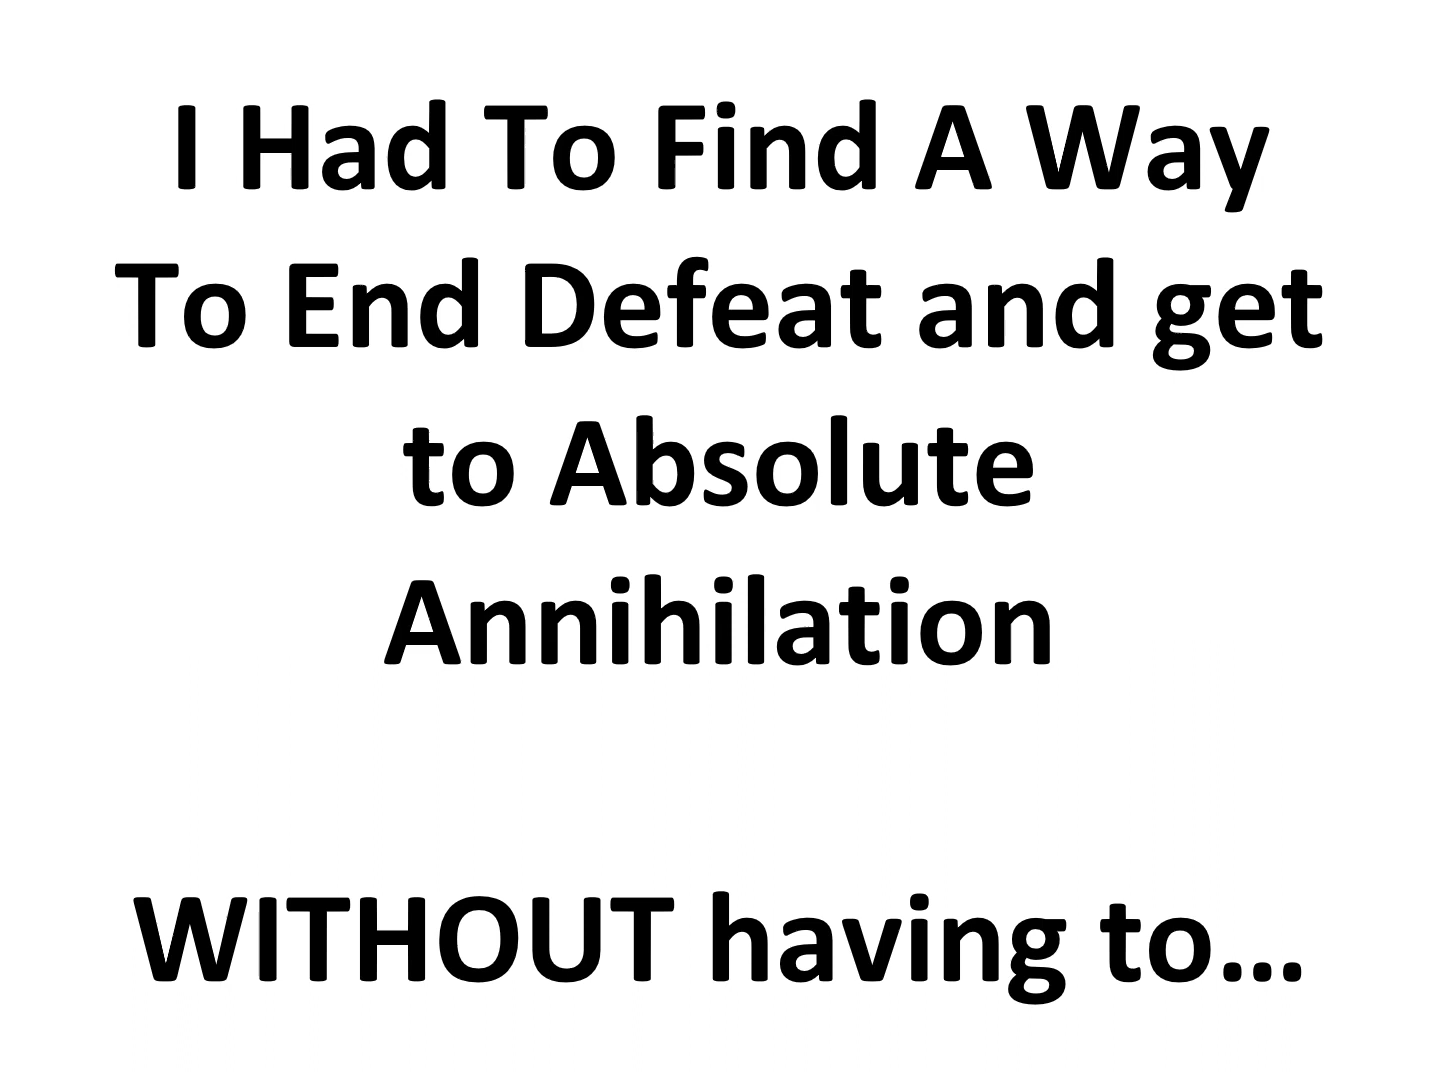 I Had To Find A Way
To End Defeat and get
to Absolute
Annihilation
WITHOUT having to…